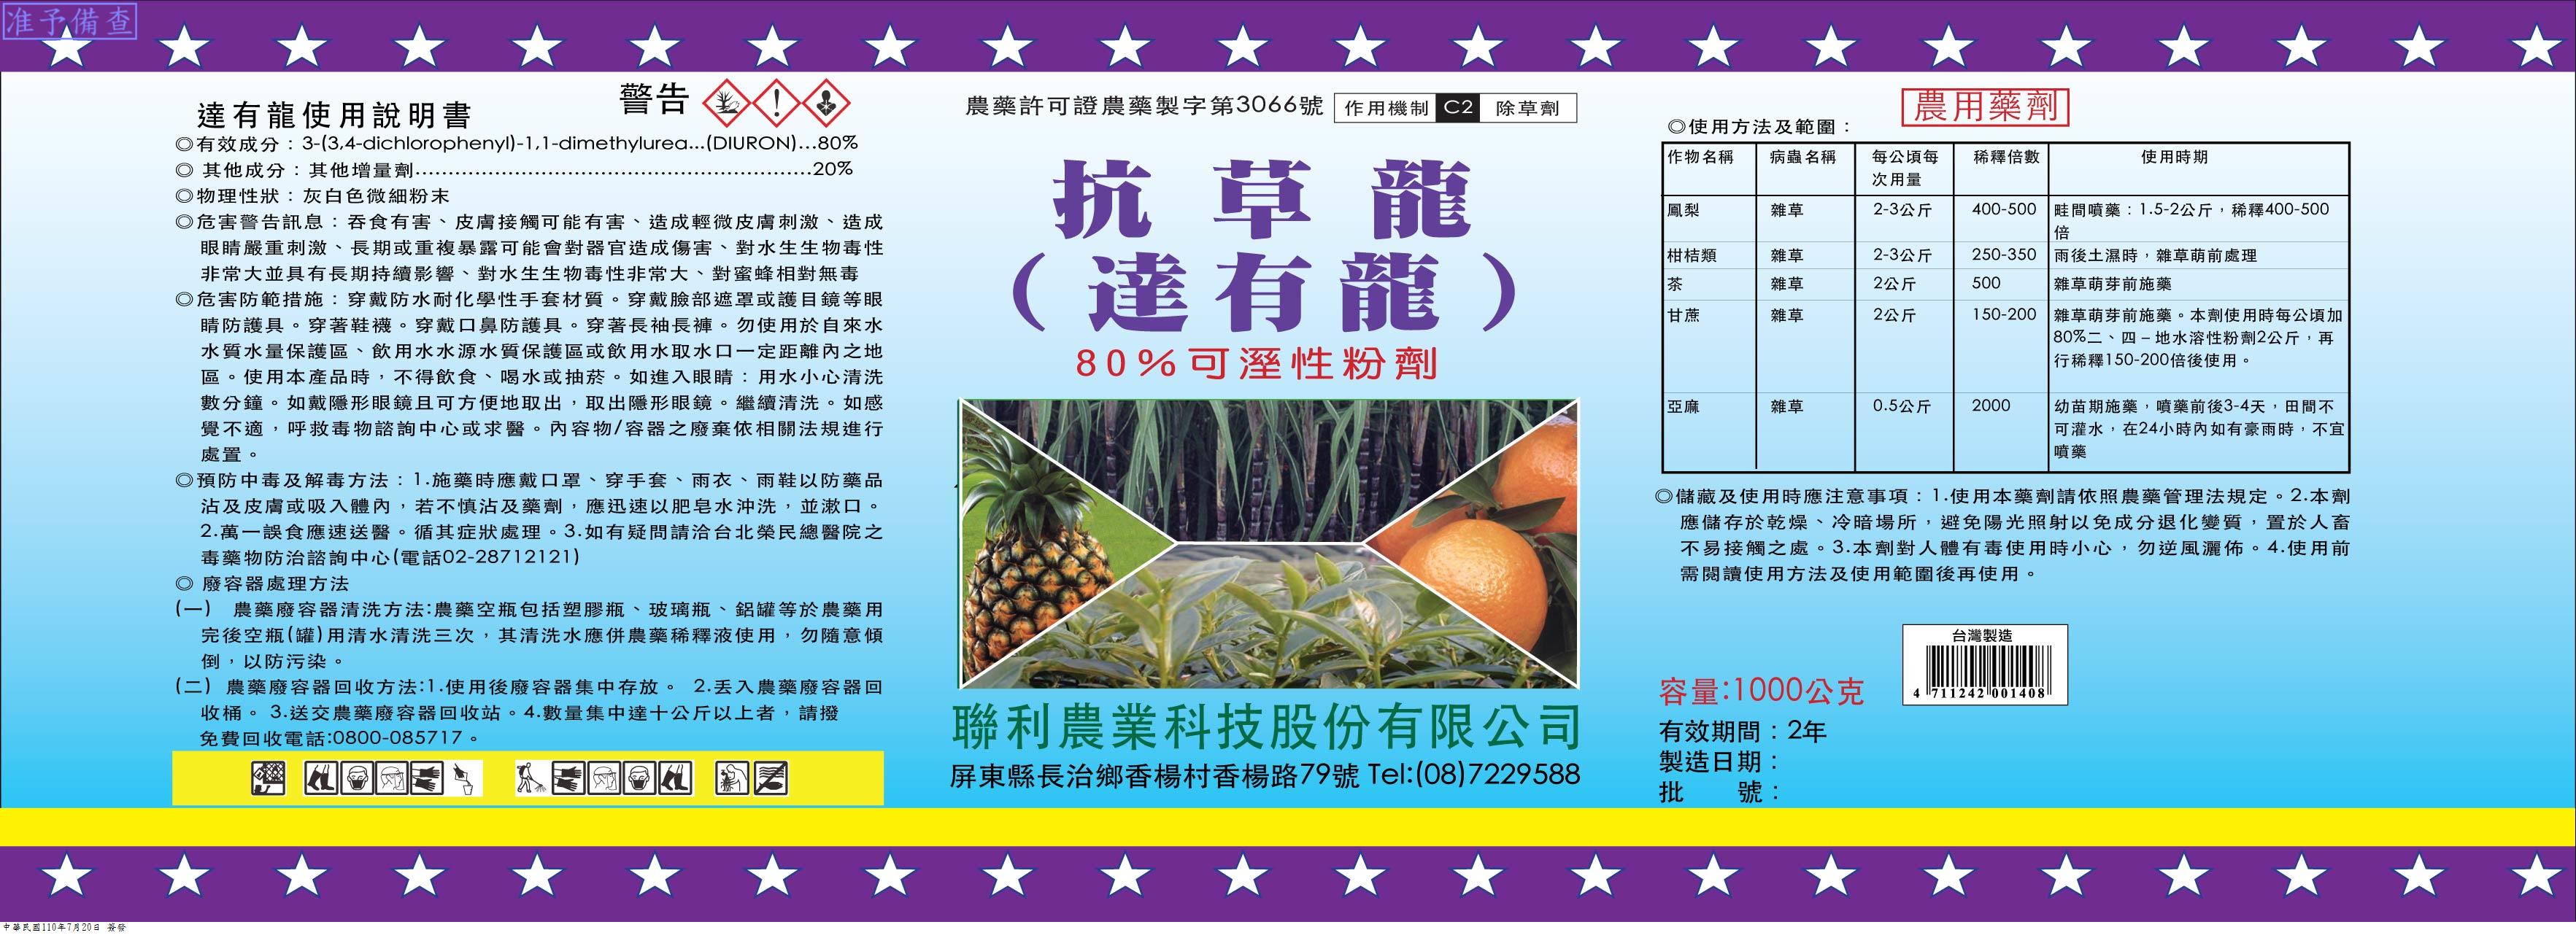 准予備查
達有龍使用說明書
警告
◎有效成分：3-(3,4-dichlorophenyl)-1,1-dimethylurea...(DIURON)...80%
◎ 其他成分：其他增量劑............................................................20%
◎物理性狀：灰白色微細粉末
◎危害警告訊息：吞食有害、皮膚接觸可能有害、造成輕微皮膚刺激、造成
眼睛嚴重刺激、長期或重複暴露可能會對器官造成傷害、對水生生物毒性
非常大並具有長期持續影響、對水生生物毒性非常大、對蜜蜂相對無毒
◎危害防範措施：穿戴防水耐化學性手套材質。穿戴臉部遮罩或護目鏡等眼
睛防護具。穿著鞋襪。穿戴口鼻防護具。穿著長袖長褲。勿使用於自來水
水質水量保護區、飲用水水源水質保護區或飲用水取水口一定距離內之地
區。使用本產品時，不得飲食、喝水或抽菸。如進入眼睛：用水小心清洗
數分鐘。如戴隱形眼鏡且可方便地取出，取出隱形眼鏡。繼續清洗。如感
覺不適，呼救毒物諮詢中心或求醫。內容物/容器之廢棄依相關法規進行
處置。
◎預防中毒及解毒方法：1.施藥時應戴口罩、穿手套、雨衣、雨鞋以防藥品
沾及皮膚或吸入體內，若不慎沾及藥劑，應迅速以肥皂水沖洗，並漱口。
2.萬一誤食應速送醫。循其症狀處理。3.如有疑問請洽台北榮民總醫院之
毒藥物防治諮詢中心(電話02-28712121)
◎ 廢容器處理方法
(一) 農藥廢容器清洗方法:農藥空瓶包括塑膠瓶、玻璃瓶、鋁罐等於農藥用
完後空瓶(罐)用清水清洗三次，其清洗水應併農藥稀釋液使用，勿隨意傾
倒，以防污染。
(二) 農藥廢容器回收方法:1.使用後廢容器集中存放。 2.丟入農藥廢容器回
收桶。 3.送交農藥廢容器回收站。4.數量集中達十公斤以上者，請撥
免費回收電話:0800-085717。
農藥許可證農藥製字第3066號 作用機制 C2 除草劑
抗草龍
(達有龍)
80%可溼性粉劑
聯利農業科技股份有限公司
屏東縣長治鄉香楊村香楊路79號 Tel:(08)7229588
農用藥劑
◎使用方法及範圍：
作物名稱 病蟲名稱 每公頃每 稀釋倍數 使用時期
次用量
鳳梨 雜草 2-3公斤 400-500 畦間噴藥：1.5-2公斤，稀釋400-500
倍
柑桔類 雜草 2-3公斤 250-350 雨後土濕時，雜草萌前處理
茶 雜草 2公斤 500 雜草萌芽前施藥
甘蔗 雜草 2公斤 150-200 雜草萌芽前施藥。本劑使用時每公頃加
80%二、四－地水溶性粉劑2公斤，再
行稀釋150-200倍後使用。
亞麻 雜草 0.5公斤 2000 幼苗期施藥，噴藥前後3-4天，田間不
可灌水，在24小時內如有豪雨時，不宜
噴藥
◎儲藏及使用時應注意事項：1.使用本藥劑請依照農藥管理法規定。2.本劑
應儲存於乾燥、冷暗場所，避免陽光照射以免成分退化變質，置於人畜
不易接觸之處。3.本劑對人體有毒使用時小心，勿逆風灑佈。4.使用前
需閱讀使用方法及使用範圍後再使用。
台灣製造
4 711242 001408
容量:1000公克
有效期間：2年
製造日期：
批　　號：
中華民國110年7月20日 簽發